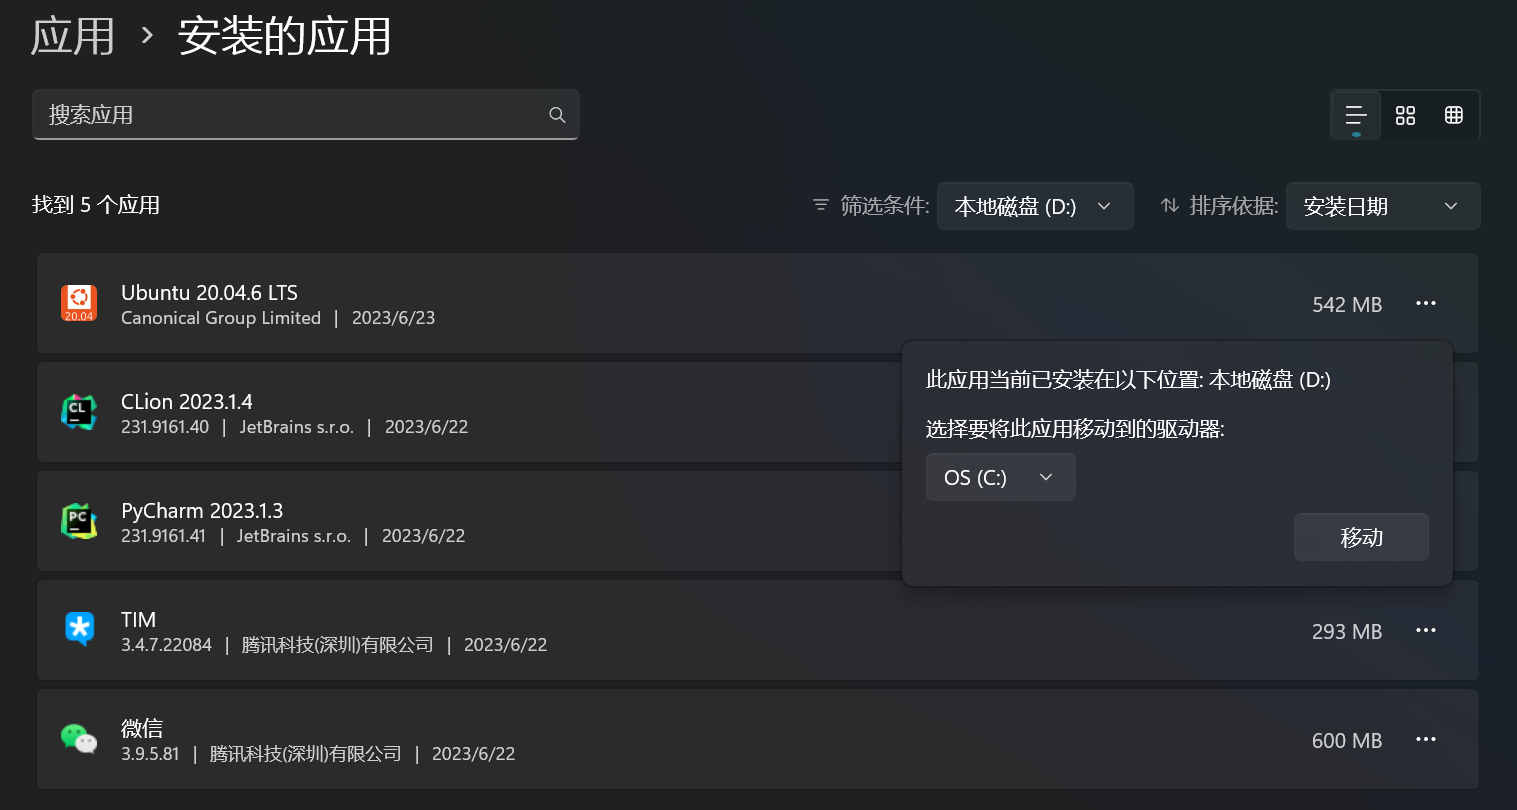 应用 › 安装的应用
搜索应用
找到 5 个应用
筛选条件: 本地磁盘 (D:)
排序依据: 安装日期
20.04
Ubuntu 20.04.6 LTS
Canonical Group Limited | 2023/6/23
542 MB
此应用当前已安装在以下位置: 本地磁盘 (D:)
选择要将此应用移动到的驱动器:
OS (C:)
移动
CL
CLion 2023.1.4
231.9161.40 | JetBrains s.r.o. | 2023/6/22
PC
PyCharm 2023.1.3
231.9161.41 | JetBrains s.r.o. | 2023/6/22
TIM
3.4.7.22084 | 腾讯科技(深圳)有限公司 | 2023/6/22
293 MB
微信
3.9.5.81 | 腾讯科技(深圳)有限公司 | 2023/6/22
600 MB